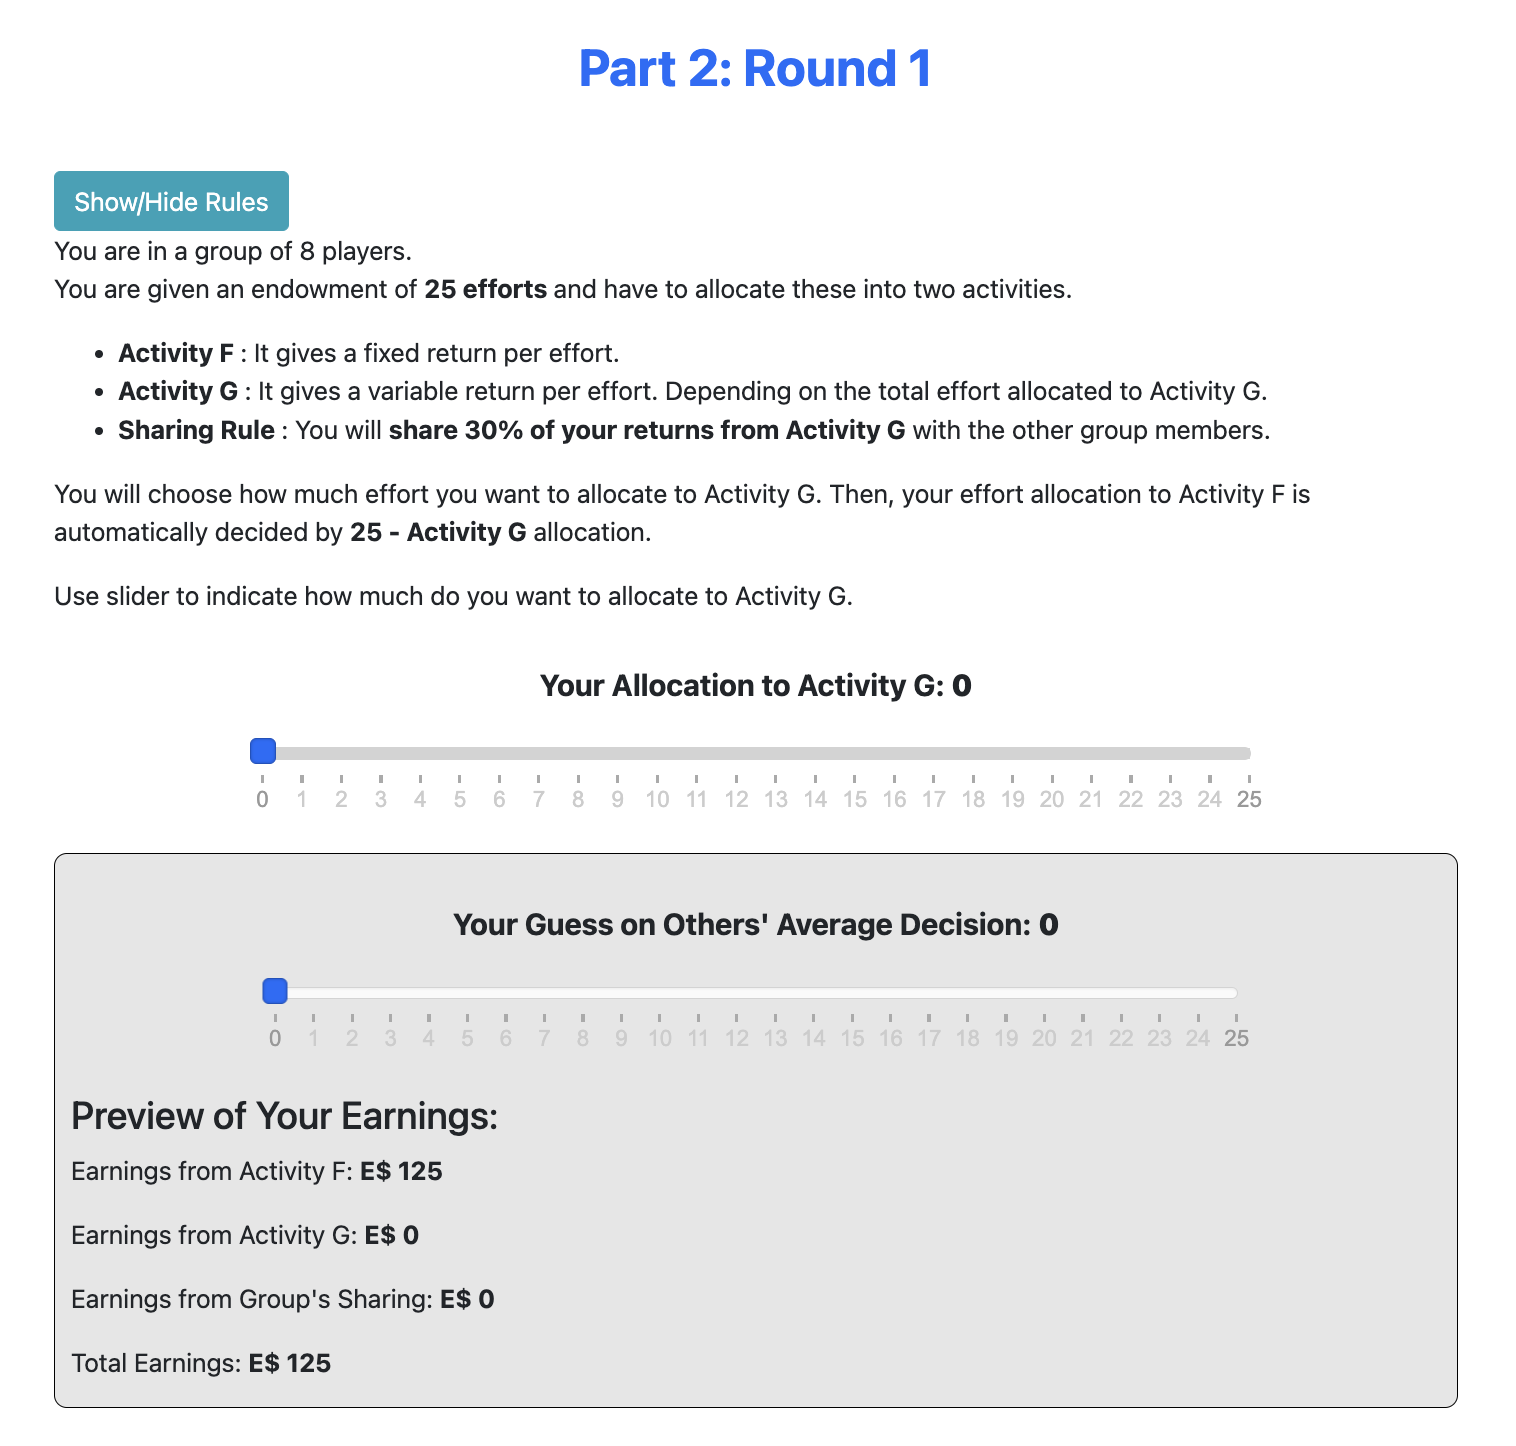 Part 2: Round 1
Show/Hide Rules
You are in a group of 8 players.
You are given an endowment of 25 efforts and have to allocate these into two activities.
• Activity F : It gives a fixed return per effort.
• Activity G : It gives a variable return per effort. Depending on the total effort allocated to Activity G.
• Sharing Rule : You will share 30% of your returns from Activity G with the other group members.
You will choose how much effort you want to allocate to Activity G. Then, your effort allocation to Activity F is
automatically decided by 25 - Activity G allocation.
Use slider to indicate how much do you want to allocate to Activity G.
Your Allocation to Activity G: 0
0 1 2 3 4 5 6 7 8 9 10 11 12 13 14 15 16 17 18 19 20 21 22 23 24 25
Your Guess on Others' Average Decision: 0
0 1 2 3 4 5 6 7 8 9 10 11 12 13 14 15 16 17 18 19 20 21 22 23 24 25
Preview of Your Earnings:
Earnings from Activity F: E$ 125
Earnings from Activity G: E$ 0
Earnings from Group's Sharing: E$ 0
Total Earnings: E$ 125